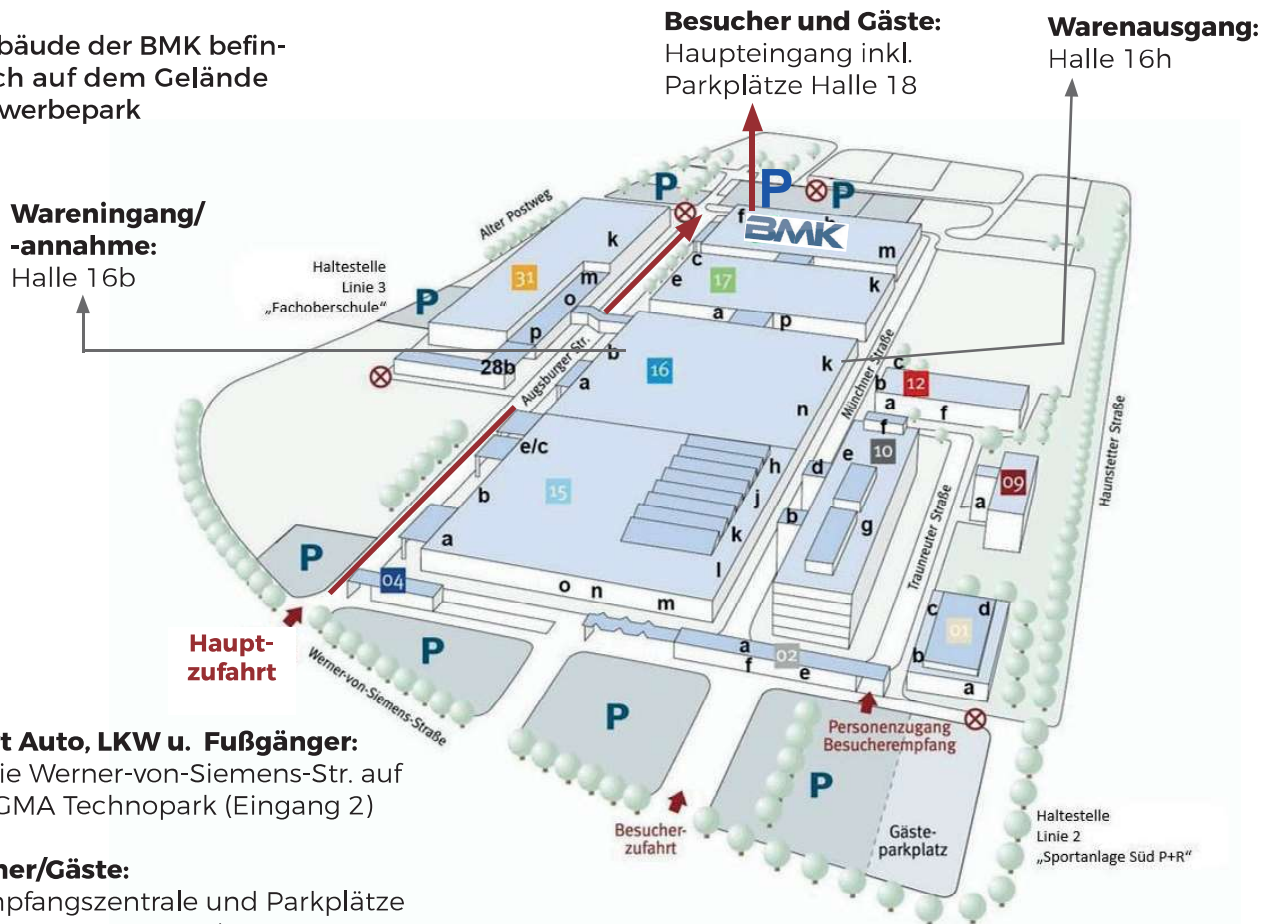 Besucher und Gäste:
Haupteingang inkl.
Parkplätze Halle 18
Warenausgang:
Halle 16h
bäude der BMK befin-
ch auf dem Gelände
werbepark
Wareningang/
-annahme:
Halle 16b
Alter Postweg
Haltestelle
Linie 3
„Fachoberschule“
P
P
P
P
f
BMK
m
k
31
m
o
p
28b
c
e
17
k
a
p
Augsburger Str.
b
a
16
k
n
Münchner Straße
c
b
12
a
f
f
e
10
d
b
g
09
a
Haunstetter Straße
Traunreuter Straße
e/c
b
15
a
h
j
k
l
o
n
m
P
04
Haupt-
zufahrt
Werner-von-Siemens-Straße
P
P
P
a
02
f
e
c
d
01
b
a
Personenzugang
Besucherempfang
Besucher-
zufahrt
Gäste-
parkplatz
Haltestelle
Linie 2
„Sportanlage Süd P+R“
t Auto, LKW u. Fußgänger:
ie Werner-von-Siemens-Str. auf
GMA Technopark (Eingang 2)
ner/Gäste:
pfangszentrale und Parkplätze